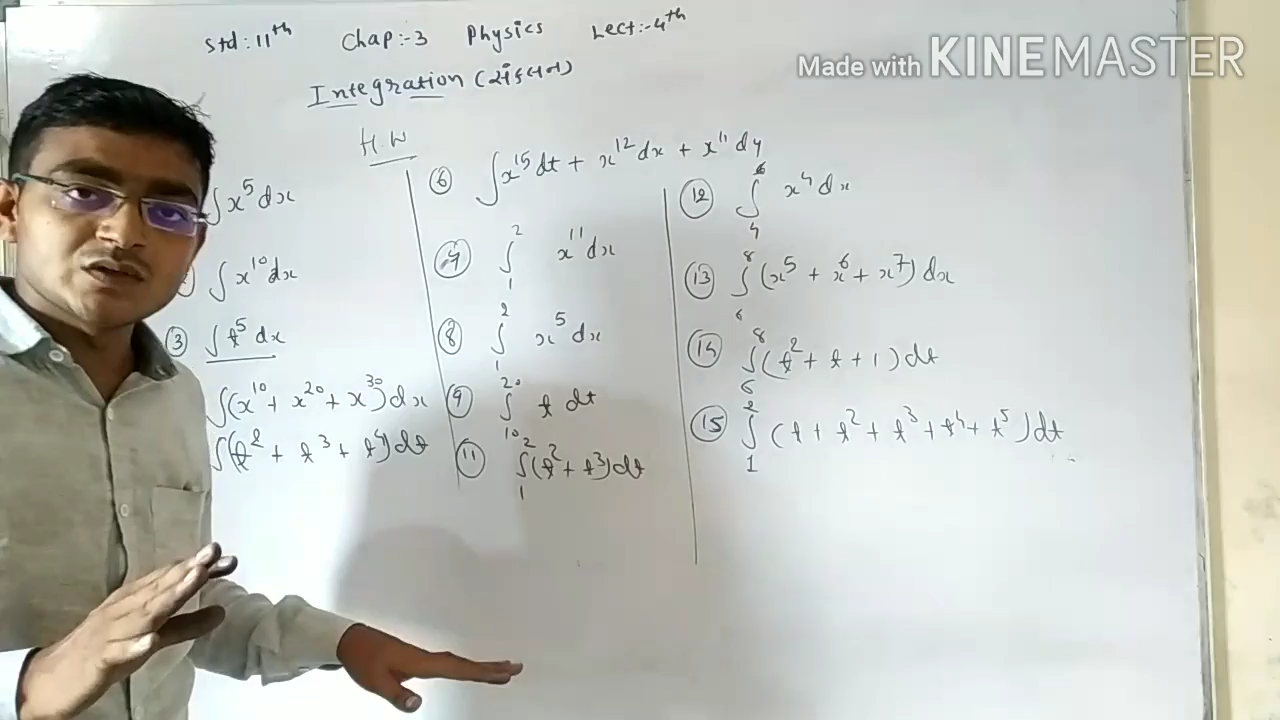 Std:11th Chap:-3 Physics Lect:-4th
Made with KINEMASTER
Integration (સંકલન)
H.W
∫x⁵dx
∫x¹⁰dx
③ ∫t⁵dx
∫(x¹⁰ + x²⁰ + x³⁰)dx
∫(t² + t³ + t⁴)dt
⑥ ∫x¹⁵dt + x¹²dx + x¹¹dy
⑦ ∫₁² x¹¹dx
⑧ ∫₁² x⁵dx
⑨ ∫₁₀²⁰ t dt
⑪ ∫₁²(t² + t³)dt
⑫ ∫₄⁶ x⁴dx
⑬ ∫₆⁸(x⁵ + x⁶ + x⁷)dx
⑭ ∫₆⁸(t² + t + 1)dt
⑮ ∫₁²(t + t² + t³ + t⁴ + t⁵)dt